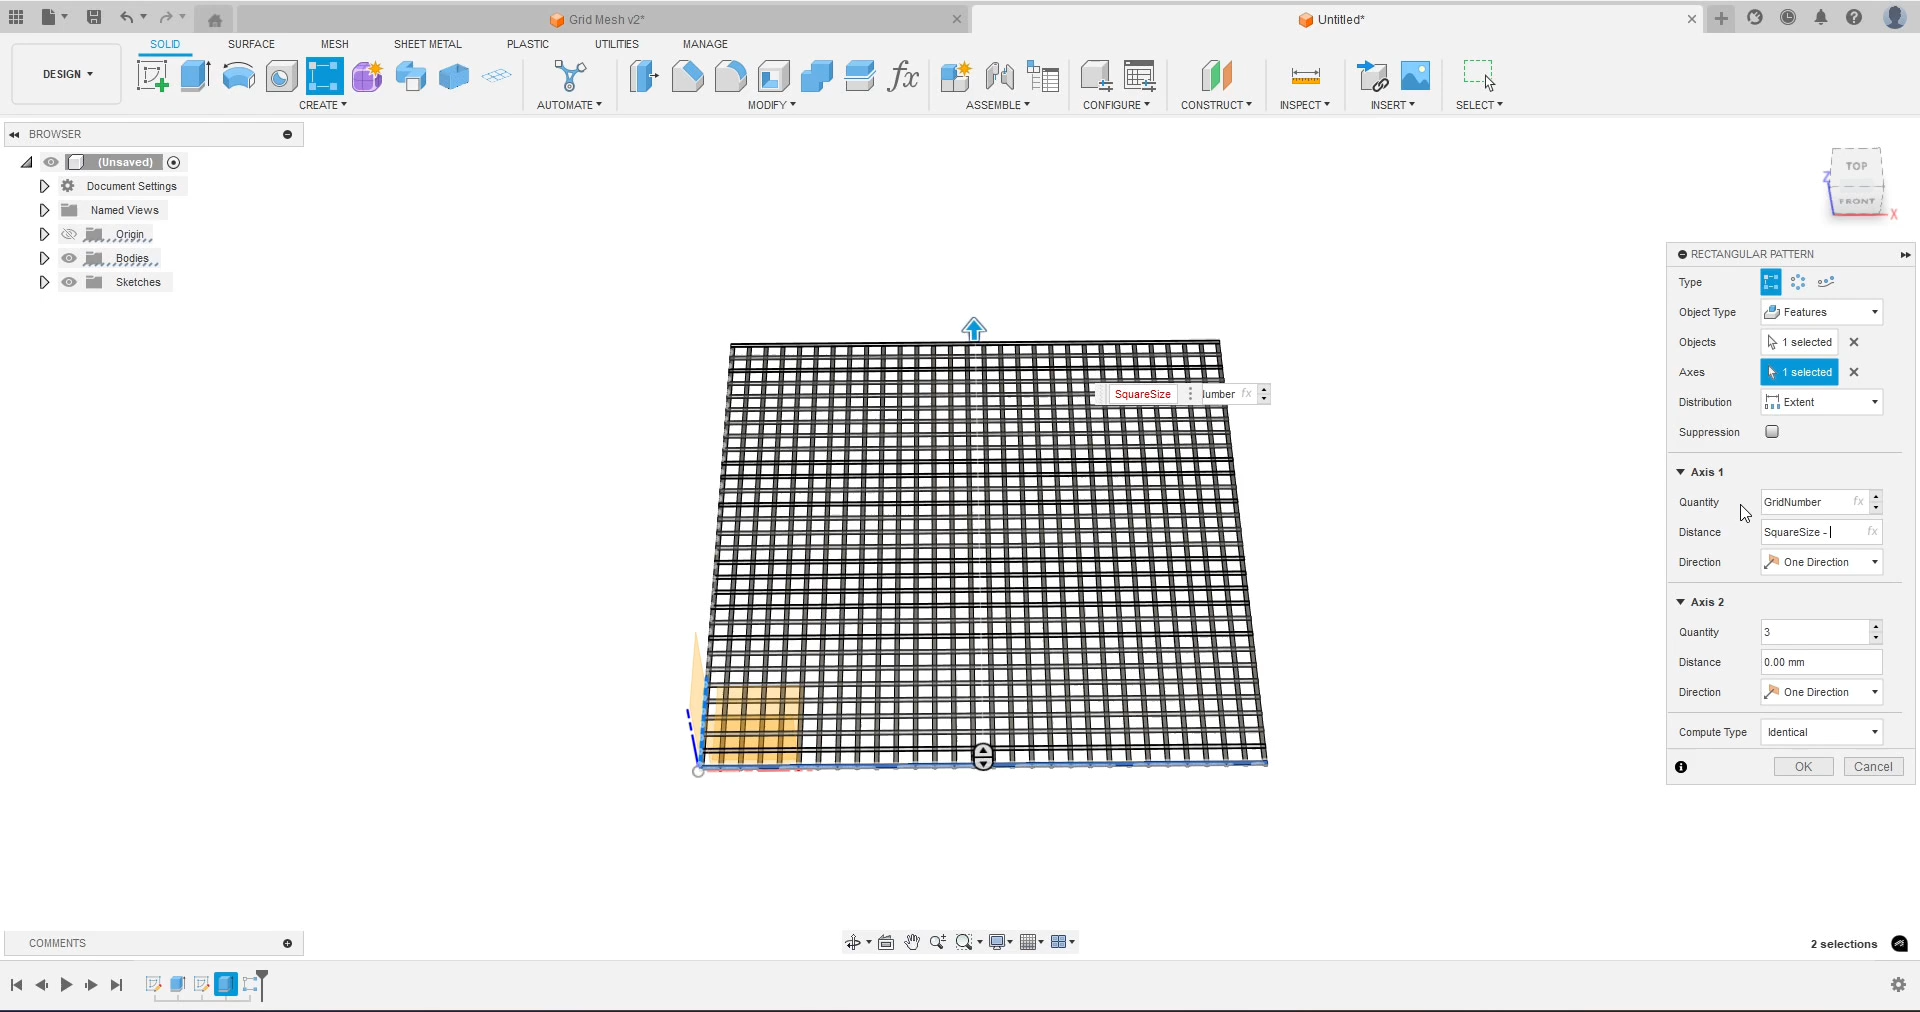 Grid Mesh v2*
Untitled*
DESIGN
SOLID
SURFACE
MESH
SHEET METAL
PLASTIC
UTILITIES
MANAGE
fx
CREATE
AUTOMATE
MODIFY
ASSEMBLE
CONFIGURE
CONSTRUCT
INSPECT
INSERT
SELECT
BROWSER
(Unsaved)
Document Settings
Named Views
Origin
Bodies
Sketches
TOP
FRONT
Z
X
SquareSize
umber fx
RECTANGULAR PATTERN
Type
Object Type Features
Objects 1 selected
Axes 1 selected
Distribution Extent
Suppression
Axis 1
Quantity GridNumber fx
Distance SquareSize - fx
Direction One Direction
Axis 2
Quantity 3
Distance 0.00 mm
Direction One Direction
Compute Type Identical
OK Cancel
COMMENTS
2 selections